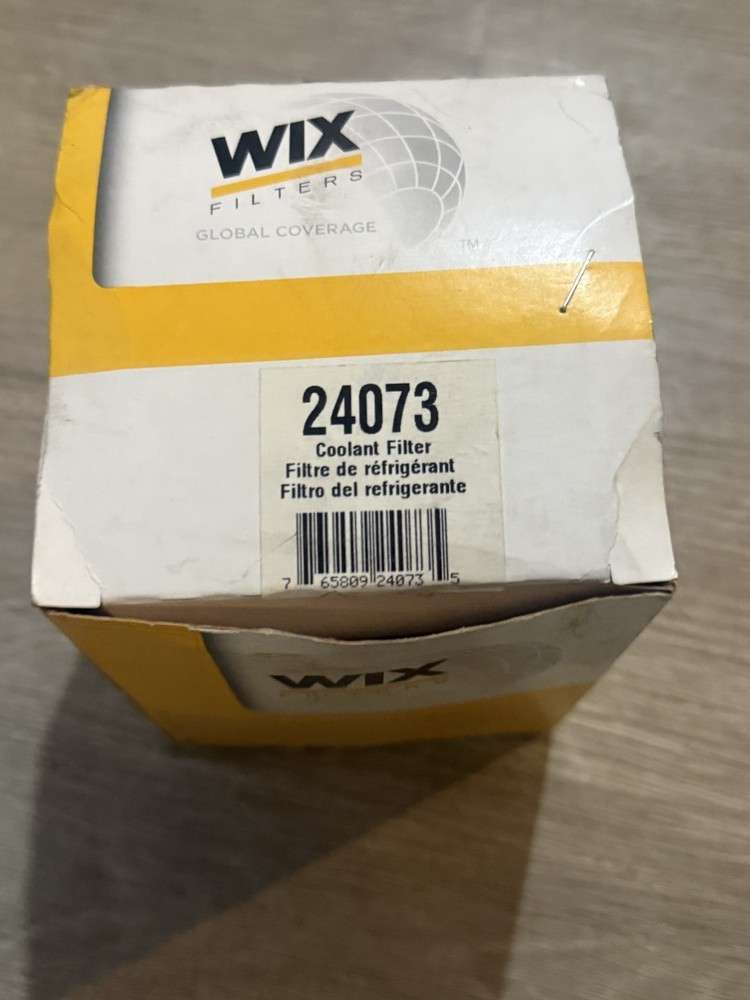 WIX
FILTERS
GLOBAL COVERAGE
TM
24073
Coolant Filter
Filtre de réfrigérant
Filtro del refrigerante
7 65809 24073 5
WIX
FILTERS